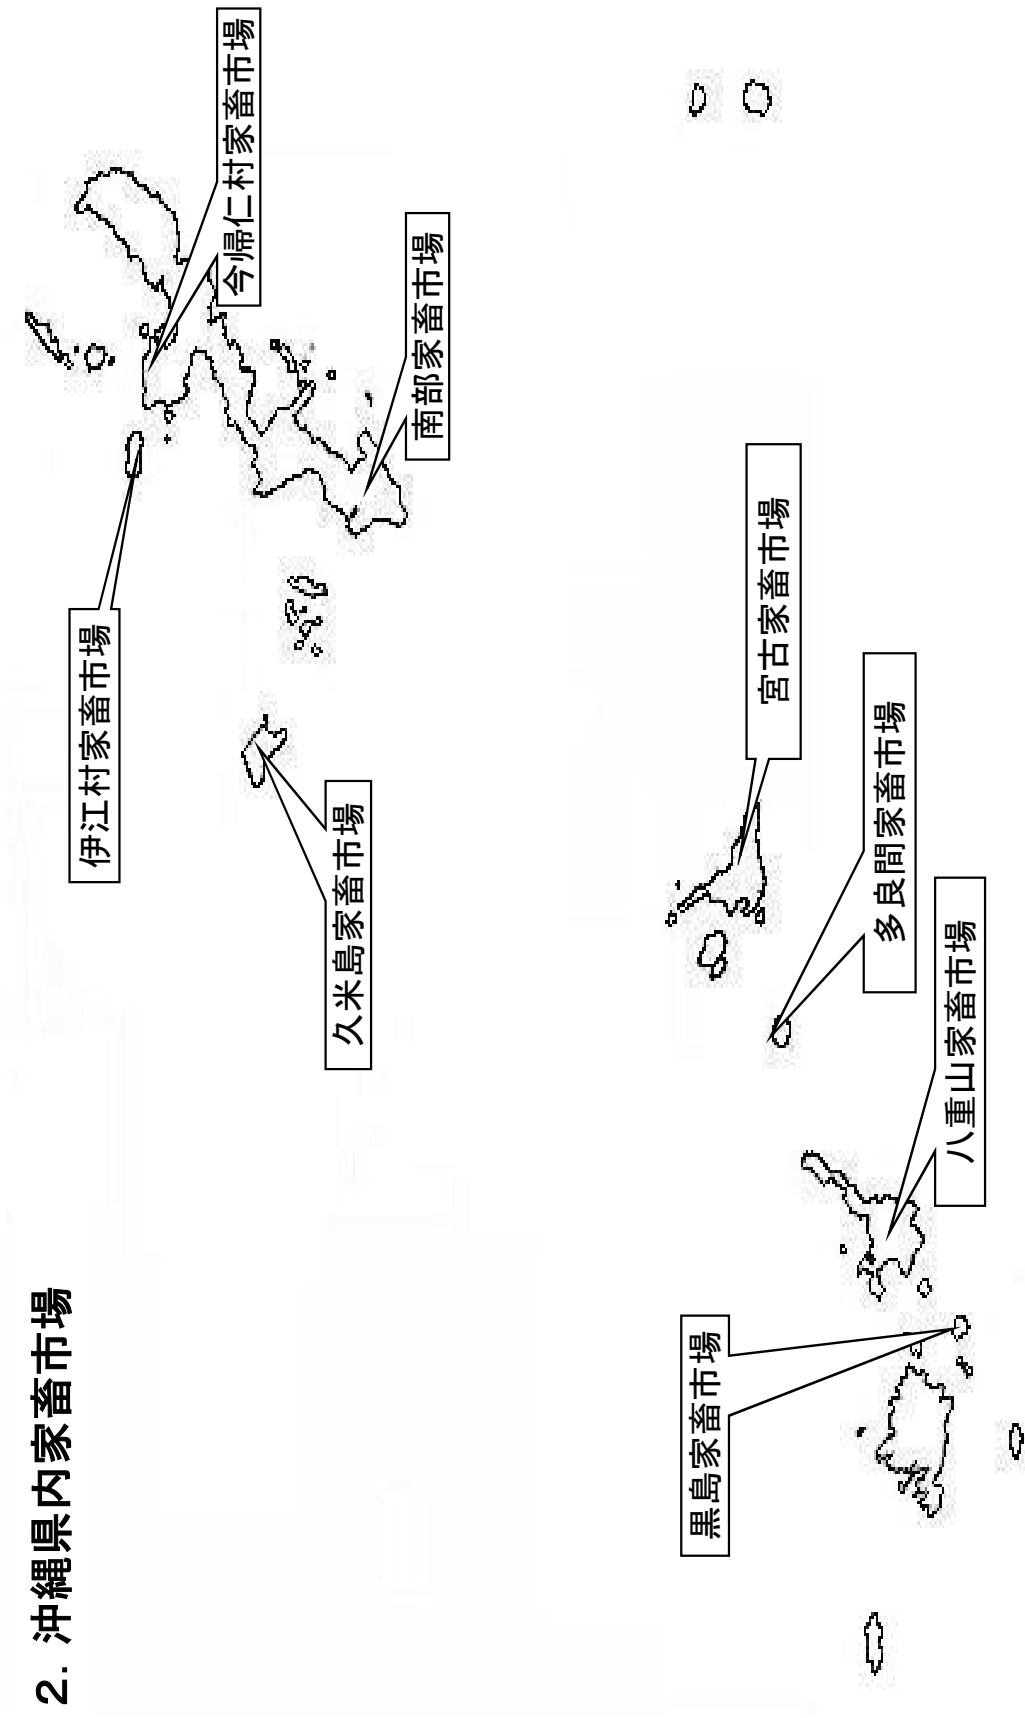 2. 沖縄県内家畜市場
伊江村家畜市場
今帰仁村家畜市場
久米島家畜市場
南部家畜市場
黒島家畜市場
宮古家畜市場
多良間家畜市場
八重山家畜市場